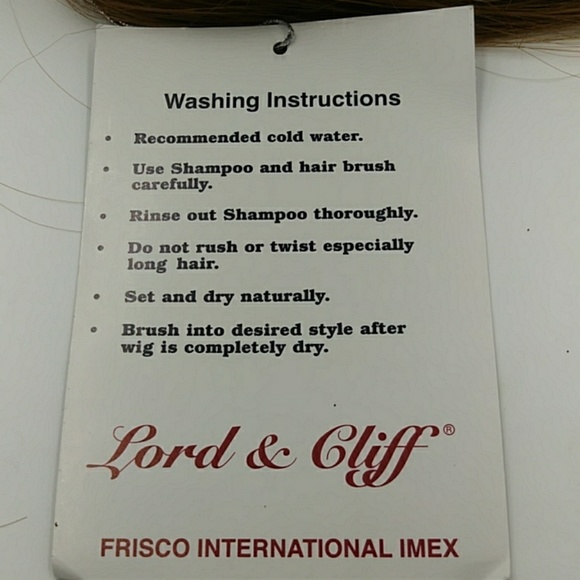 Washing Instructions
• Recommended cold water.
• Use Shampoo and hair brush
carefully.
• Rinse out Shampoo thoroughly.
• Do not rush or twist especially
long hair.
• Set and dry naturally.
• Brush into desired style after
wig is completely dry.
Lord & Cliff®
FRISCO INTERNATIONAL IMEX